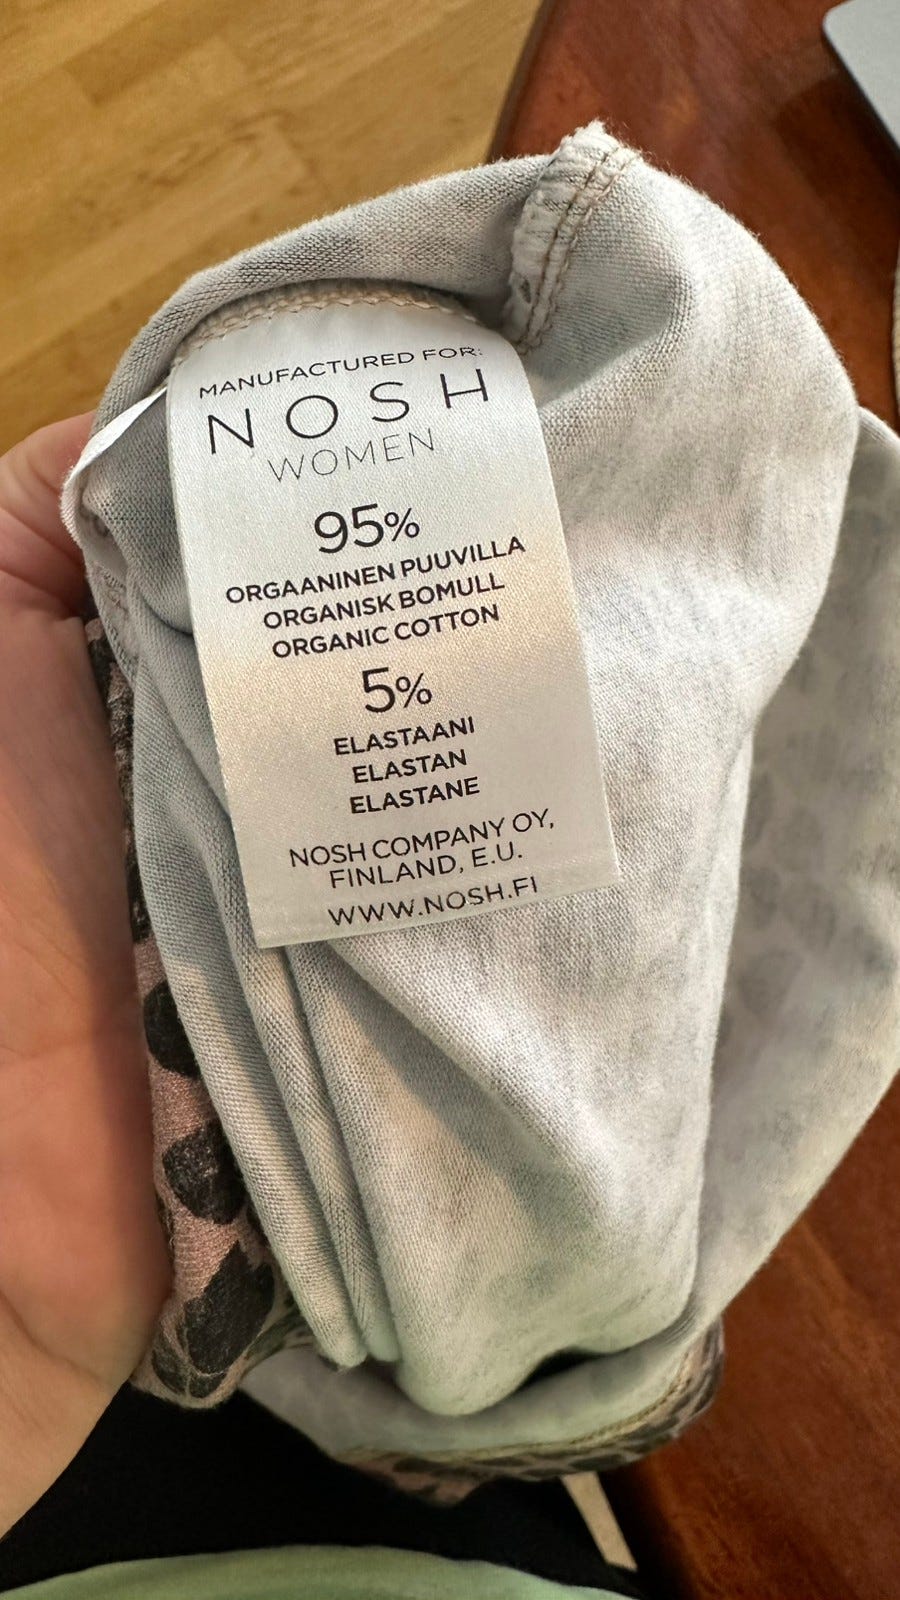 MANUFACTURED FOR:
NOSH
WOMEN
95%
ORGAANINEN PUUVILLA
ORGANISK BOMULL
ORGANIC COTTON
5%
ELASTAANI
ELASTAN
ELASTANE
NOSH COMPANY OY,
FINLAND, E.U.
WWW.NOSH.FI